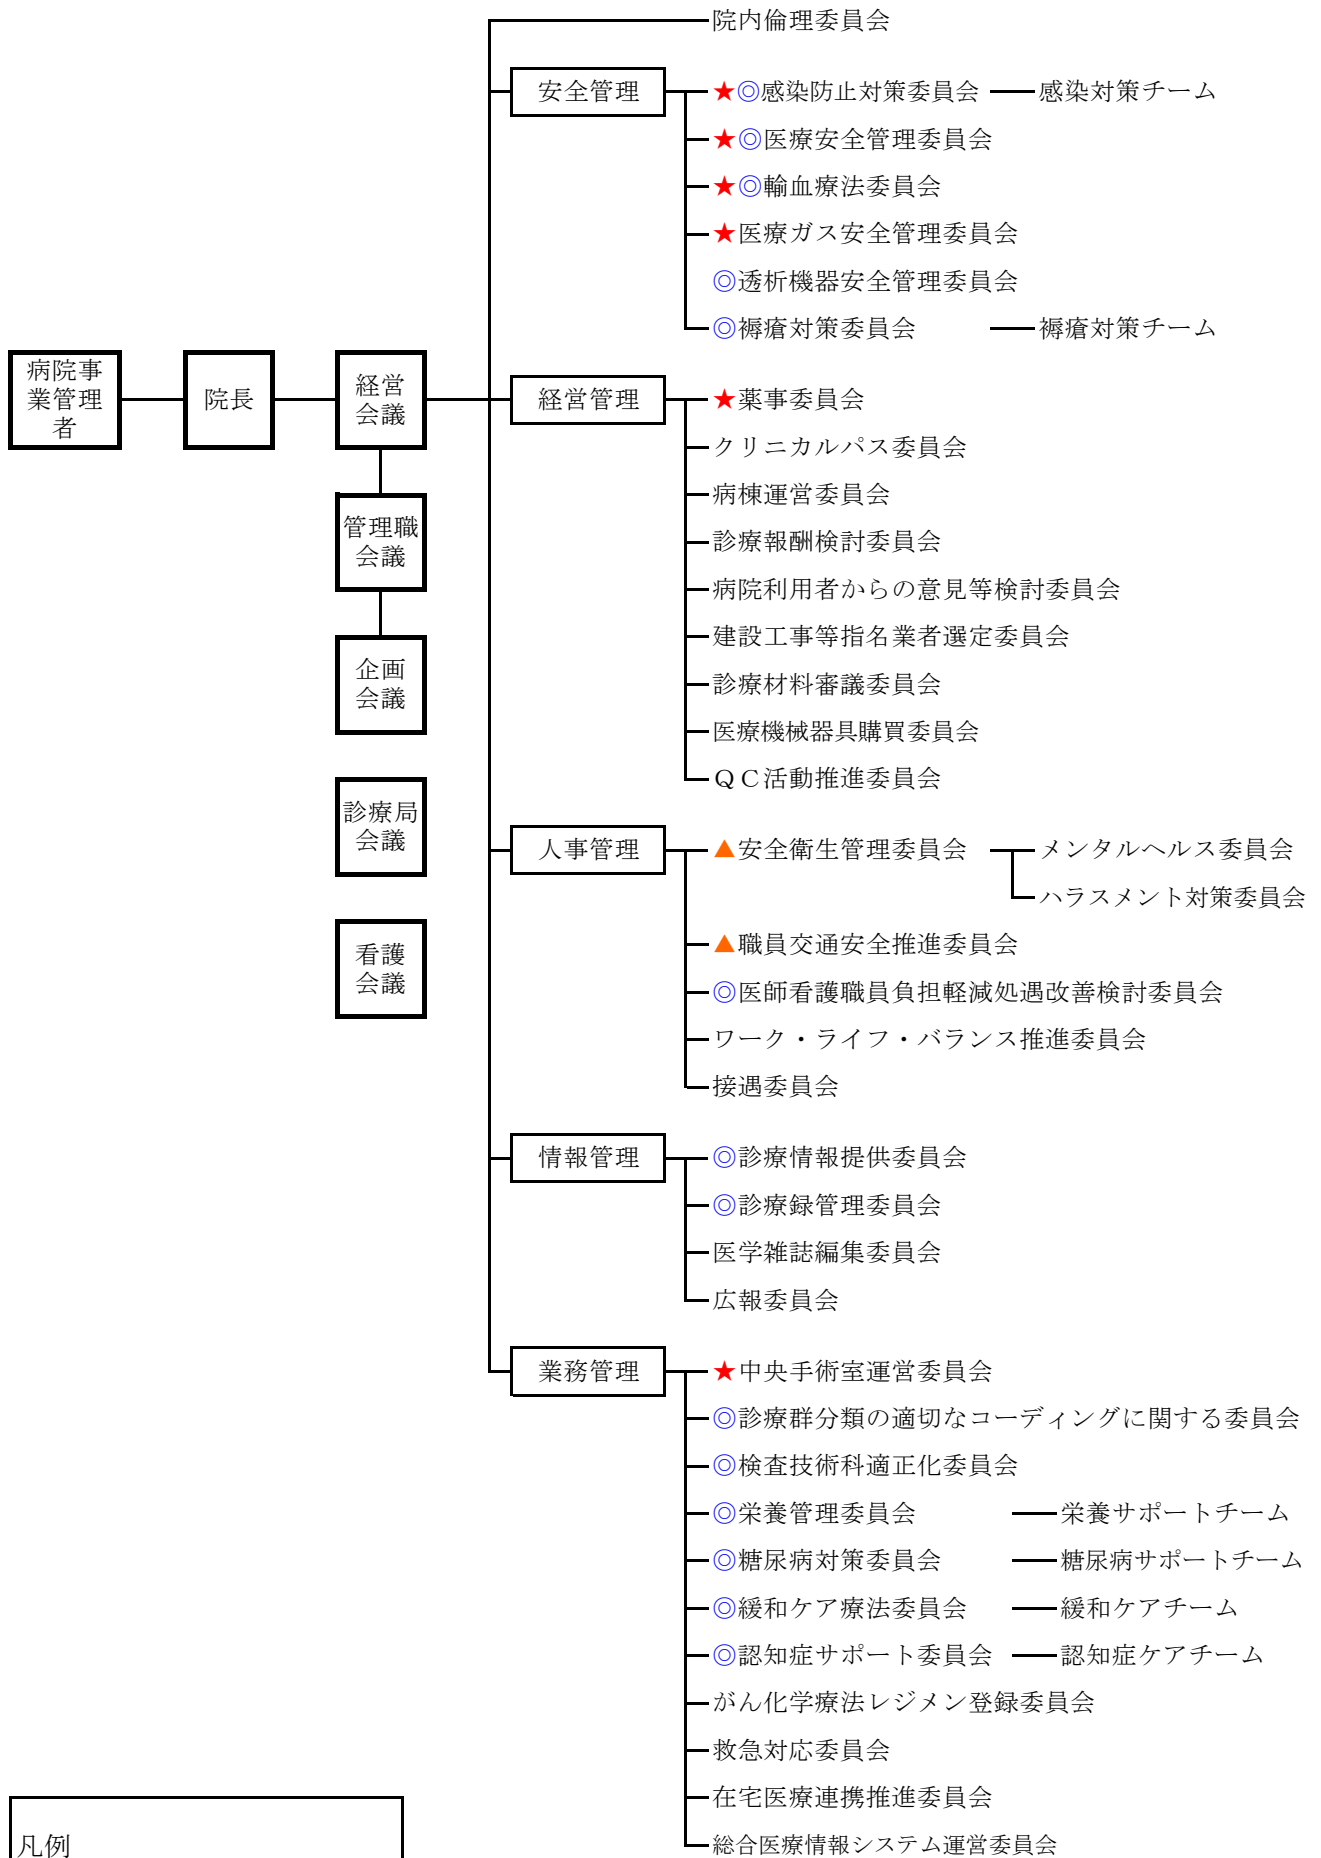 院内倫理委員会
安全管理
★◎感染防止対策委員会
感染対策チーム
★◎医療安全管理委員会
★◎輸血療法委員会
★医療ガス安全管理委員会
◎透析機器安全管理委員会
◎褥瘡対策委員会
褥瘡対策チーム
病院事
業管理
者
院長
経営
会議
管理職
会議
企画
会議
診療局
会議
看護
会議
経営管理
★薬事委員会
クリニカルパス委員会
病棟運営委員会
診療報酬検討委員会
病院利用者からの意見等検討委員会
建設工事等指名業者選定委員会
診療材料審議委員会
医療機械器具購買委員会
ＱＣ活動推進委員会
人事管理
▲安全衛生管理委員会
メンタルヘルス委員会
ハラスメント対策委員会
▲職員交通安全推進委員会
◎医師看護職員負担軽減処遇改善検討委員会
ワーク・ライフ・バランス推進委員会
接遇委員会
情報管理
◎診療情報提供委員会
◎診療録管理委員会
医学雑誌編集委員会
広報委員会
業務管理
★中央手術室運営委員会
◎診療群分類の適切なコーディングに関する委員会
◎検査技術科適正化委員会
◎栄養管理委員会
栄養サポートチーム
◎糖尿病対策委員会
糖尿病サポートチーム
◎緩和ケア療法委員会
緩和ケアチーム
◎認知症サポート委員会
認知症ケアチーム
がん化学療法レジメン登録委員会
救急対応委員会
在宅医療連携推進委員会
総合医療情報システム運営委員会
凡例